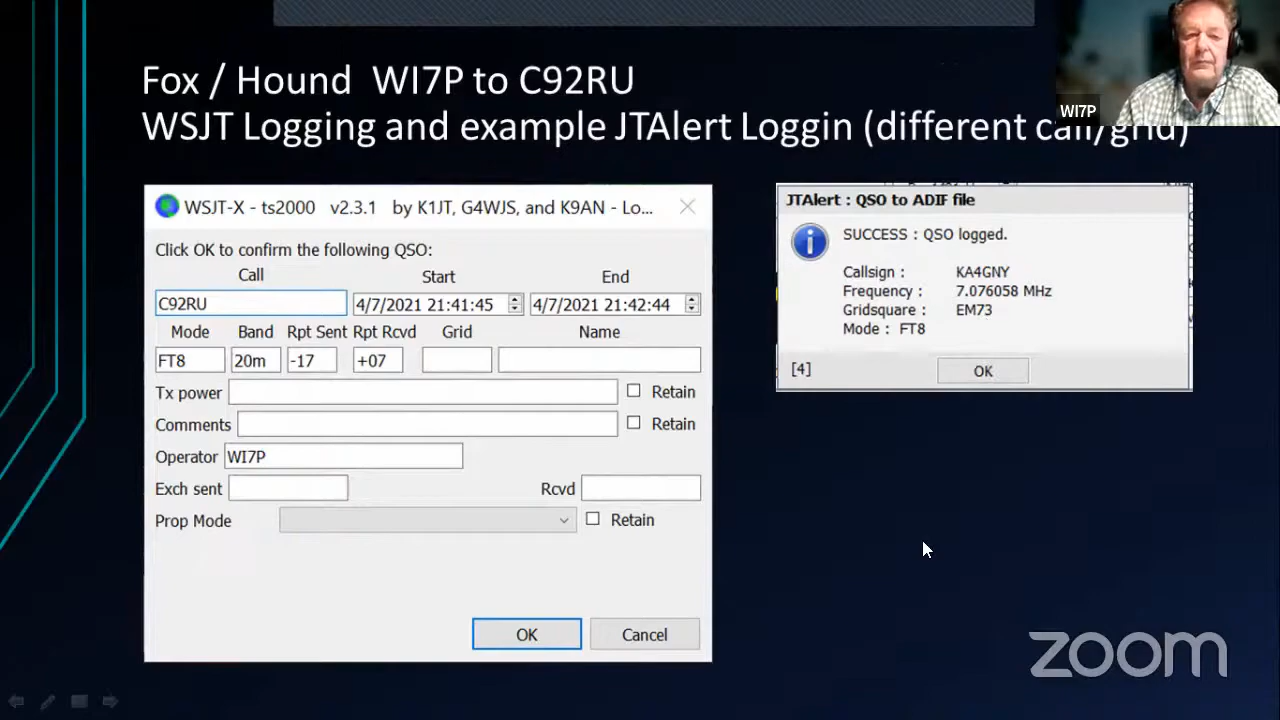 Fox / Hound WI7P to C92RU
WSJT Logging and example JTAlert Loggin (different call/grid)
WI7P
WSJT-X - ts2000 v2.3.1 by K1JT, G4WJS, and K9AN - Lo...
Click OK to confirm the following QSO:
Call Start End
C92RU 4/7/2021 21:41:45 4/7/2021 21:42:44
Mode Band Rpt Sent Rpt Rcvd Grid Name
FT8 20m -17 +07
Tx power Retain
Comments Retain
Operator WI7P
Exch sent Rcvd
Prop Mode Retain
OK Cancel
JTAlert : QSO to ADIF file
SUCCESS : QSO logged.
Callsign : KA4GNY
Frequency : 7.076058 MHz
Gridsquare : EM73
Mode : FT8
[4] OK
zoom